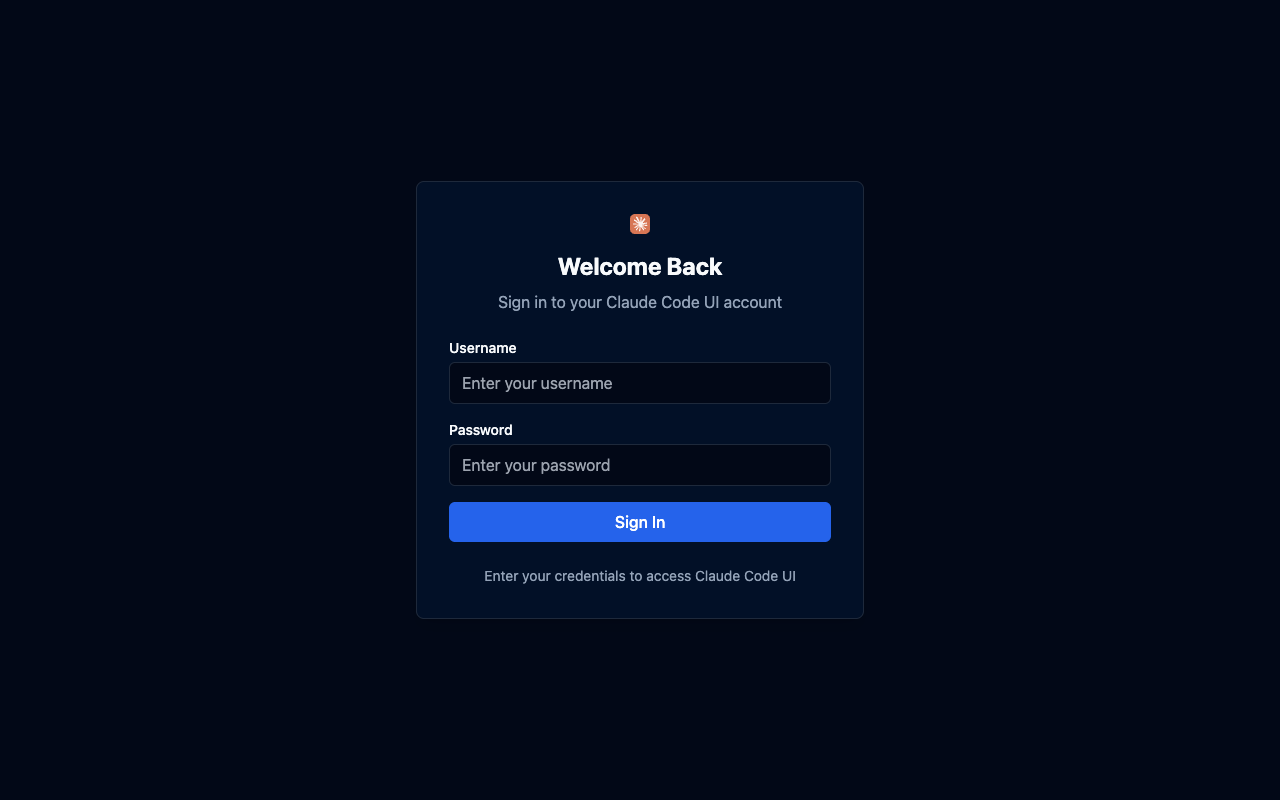 Welcome Back
Sign in to your Claude Code UI account
Username
Enter your username
Password
Enter your password
Sign In
Enter your credentials to access Claude Code UI